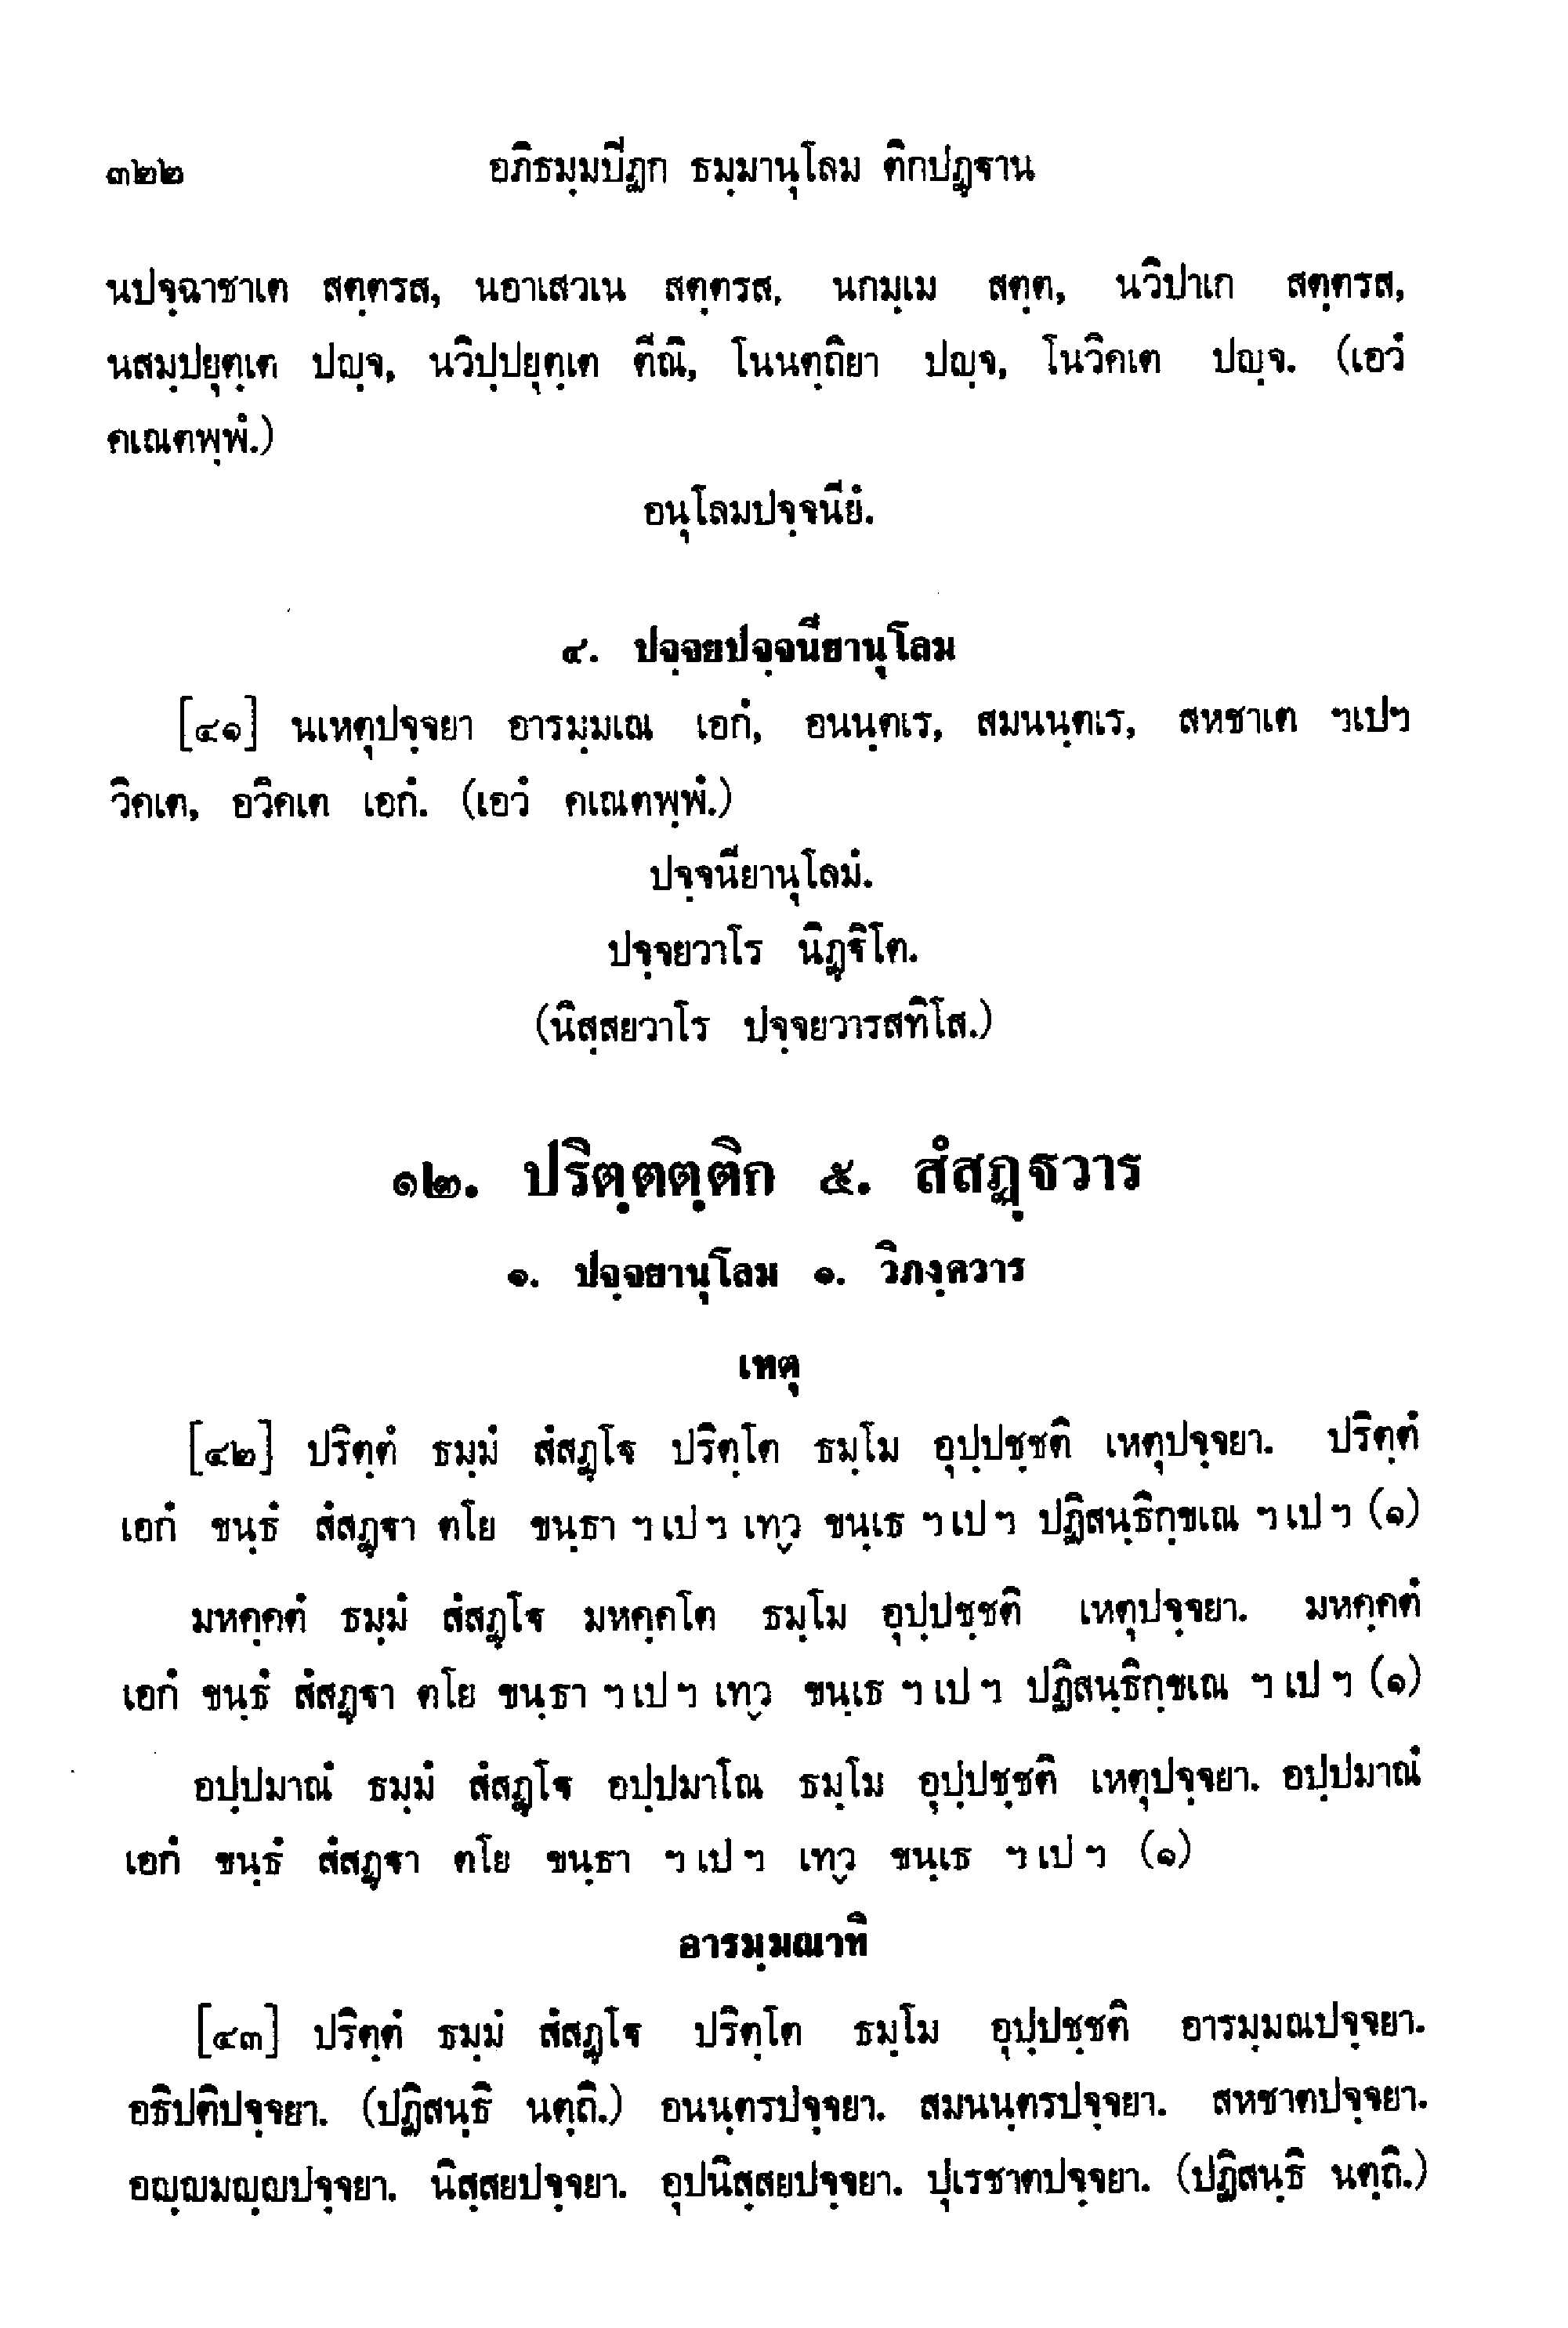 ๓๒๒ อภิธมฺมปิฏก ธมฺมานุโลม ติกปฏฺฐาน
นปจฺฉาชาเต สตฺตรส, นอาเสวเน สตฺตรส, นกมฺเม สตฺต, นวิปาเก สตฺตรส,
นสมฺปยุตฺเต ปญฺจ, นวิปฺปยุตฺเต ตีณิ, โนนตฺถิยา ปญฺจ, โนวิคเต ปญฺจ. (เอวํ
คเณตพฺพํ.)
อนุโลมปจฺจนียํ.
๔. ปจฺจยปจฺจนียานุโลม
[๔๑] นเหตุปจฺจยา อารมฺมเณ เอกํ, อนนฺตเร, สมนนฺตเร, สหชาเต ฯเปฯ
วิคเต, อวิคเต เอกํ. (เอวํ คเณตพฺพํ.)
ปจฺจนียานุโลมํ.
ปจฺจยวาโร นิฏฺฐิโต.
(นิสฺสยวาโร ปจฺจยวารสทิโส.)
๑๒. ปริตฺตตฺติก ๕. สํสฏฺฐวาร
๑. ปจฺจยานุโลม ๑. วิภงฺควาร
เหตุ
[๔๒] ปริตฺตํ ธมฺมํ สํสฏฺโฐ ปริตฺโต ธมฺโม อุปฺปชฺชติ เหตุปจฺจยา. ปริตฺตํ
เอกํ ขนฺธํ สํสฏฺฐา ตโย ขนฺธา ฯ เป ฯ เทฺว ขนฺเธ ฯ เป ฯ ปฏิสนฺธิกฺขเณ ฯ เป ฯ (๑)
มหคฺคตํ ธมฺมํ สํสฏฺโฐ มหคฺคโต ธมฺโม อุปฺปชฺชติ เหตุปจฺจยา. มหคฺคตํ
เอกํ ขนฺธํ สํสฏฺฐา ตโย ขนฺธา ฯ เป ฯ เทฺว ขนฺเธ ฯ เป ฯ ปฏิสนฺธิกฺขเณ ฯ เป ฯ (๑)
อปฺปมาณํ ธมฺมํ สํสฏฺโฐ อปฺปมาโณ ธมฺโม อุปฺปชฺชติ เหตุปจฺจยา. อปฺปมาณํ
เอกํ ขนฺธํ สํสฏฺฐา ตโย ขนฺธา ฯ เป ฯ เทฺว ขนฺเธ ฯ เป ฯ (๑)
อารมฺมณาทิ
[๔๓] ปริตฺตํ ธมฺมํ สํสฏฺโฐ ปริตฺโต ธมฺโม อุปฺปชฺชติ อารมฺมณปจฺจยา.
อธิปติปจฺจยา. (ปฏิสนฺธิ นตฺถิ.) อนนฺตรปจฺจยา. สมนนฺตรปจฺจยา. สหชาตปจฺจยา.
อญฺญมญฺญปจฺจยา. นิสฺสยปจฺจยา. อุปนิสฺสยปจฺจยา. ปุเรชาตปจฺจยา. (ปฏิสนฺธิ นตฺถิ.)